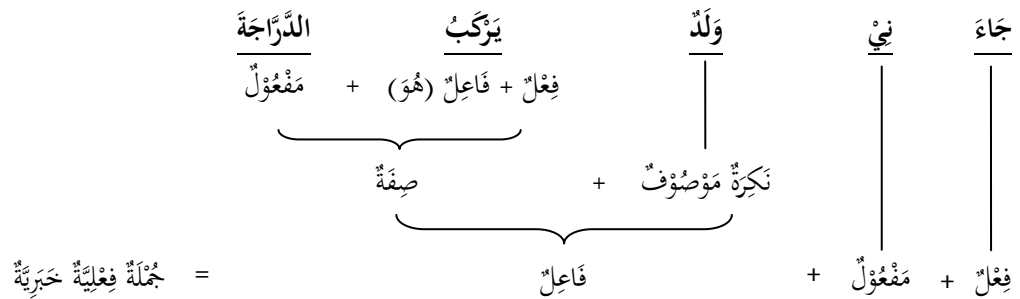 جَاءَ نِيْ وَلَدٌ يَرْكَبُ الدَّرَّاجَةَ
فِعْلٌ + فَاعِلٌ (هُوَ) + مَفْعُوْلٌ
نَكِرَةٌ مَوْصُوْفٌ + صِفَةٌ
فِعْلٌ + مَفْعُوْلٌ + فَاعِلٌ = جُمْلَةٌ فِعْلِيَّةٌ خَبَرِيَّةٌ